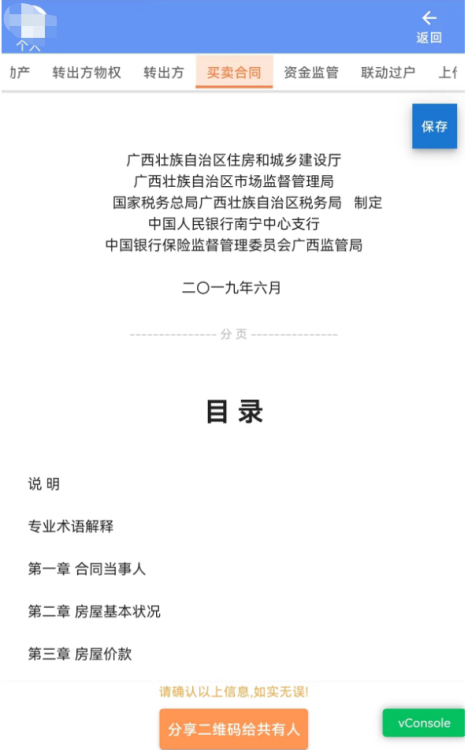 个人
返回
动产 转出方物权 转出方 买卖合同 资金监管 联动过户 上传
保存
广西壮族自治区住房和城乡建设厅
广西壮族自治区市场监督管理局
国家税务总局广西壮族自治区税务局 制定
中国人民银行南宁中心支行
中国银行保险监督管理委员会广西监管局
二〇一九年六月
--------------- 分 页 ---------------
目 录
说 明
专业术语解释
第一章 合同当事人
第二章 房屋基本状况
第三章 房屋价款
请确认以上信息,如实无误!
分享二维码给共有人
vConsole